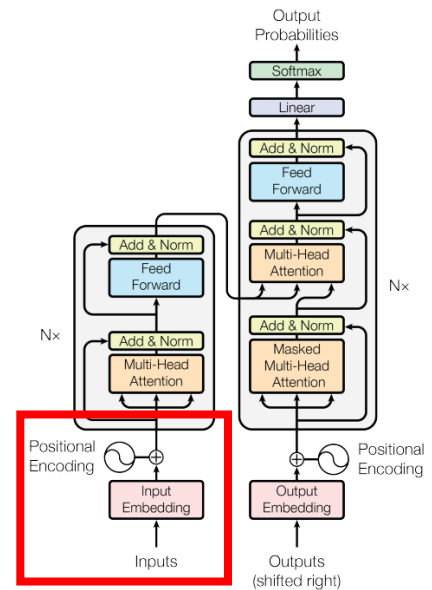 Output
Probabilities
Softmax
Linear
Add & Norm
Feed
Forward
Add & Norm
Multi-Head
Attention
Add & Norm
Masked
Multi-Head
Attention
Nx
Add & Norm
Feed
Forward
Add & Norm
Multi-Head
Attention
N×
Positional
Encoding
Input
Embedding
Inputs
Positional
Encoding
Output
Embedding
Outputs
(shifted right)